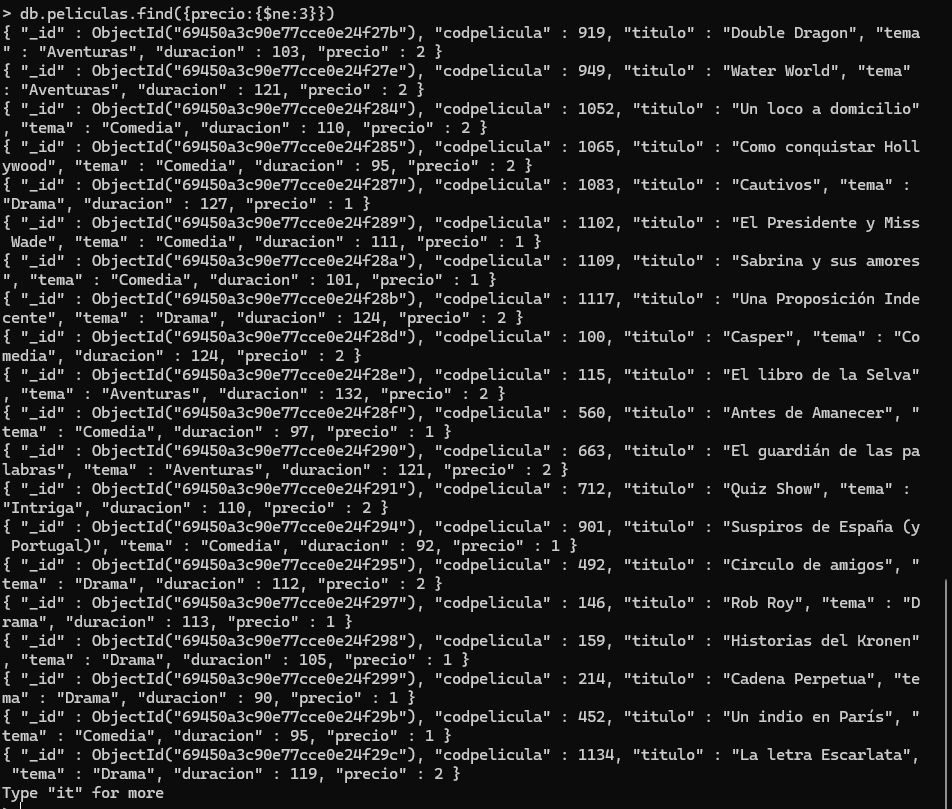 > db.peliculas.find({precio:{$ne:3}})
{ "_id" : ObjectId("69450a3c90e77cce0e24f27b"), "codpelicula" : 919, "titulo" : "Double Dragon", "tema
" : "Aventuras", "duracion" : 103, "precio" : 2 }
{ "_id" : ObjectId("69450a3c90e77cce0e24f27e"), "codpelicula" : 949, "titulo" : "Water World", "tema"
: "Aventuras", "duracion" : 121, "precio" : 2 }
{ "_id" : ObjectId("69450a3c90e77cce0e24f284"), "codpelicula" : 1052, "titulo" : "Un loco a domicilio"
, "tema" : "Comedia", "duracion" : 110, "precio" : 2 }
{ "_id" : ObjectId("69450a3c90e77cce0e24f285"), "codpelicula" : 1065, "titulo" : "Como conquistar Holl
ywood", "tema" : "Comedia", "duracion" : 95, "precio" : 2 }
{ "_id" : ObjectId("69450a3c90e77cce0e24f287"), "codpelicula" : 1083, "titulo" : "Cautivos", "tema" :
"Drama", "duracion" : 127, "precio" : 1 }
{ "_id" : ObjectId("69450a3c90e77cce0e24f289"), "codpelicula" : 1102, "titulo" : "El Presidente y Miss
 Wade", "tema" : "Comedia", "duracion" : 111, "precio" : 1 }
{ "_id" : ObjectId("69450a3c90e77cce0e24f28a"), "codpelicula" : 1109, "titulo" : "Sabrina y sus amores
", "tema" : "Comedia", "duracion" : 101, "precio" : 1 }
{ "_id" : ObjectId("69450a3c90e77cce0e24f28b"), "codpelicula" : 1117, "titulo" : "Una Proposición Inde
cente", "tema" : "Drama", "duracion" : 124, "precio" : 2 }
{ "_id" : ObjectId("69450a3c90e77cce0e24f28d"), "codpelicula" : 100, "titulo" : "Casper", "tema" : "Co
media", "duracion" : 124, "precio" : 2 }
{ "_id" : ObjectId("69450a3c90e77cce0e24f28e"), "codpelicula" : 115, "titulo" : "El libro de la Selva"
, "tema" : "Aventuras", "duracion" : 132, "precio" : 2 }
{ "_id" : ObjectId("69450a3c90e77cce0e24f28f"), "codpelicula" : 560, "titulo" : "Antes de Amanecer", "
tema" : "Comedia", "duracion" : 97, "precio" : 1 }
{ "_id" : ObjectId("69450a3c90e77cce0e24f290"), "codpelicula" : 663, "titulo" : "El guardián de las pa
labras", "tema" : "Aventuras", "duracion" : 121, "precio" : 2 }
{ "_id" : ObjectId("69450a3c90e77cce0e24f291"), "codpelicula" : 712, "titulo" : "Quiz Show", "tema" :
"Intriga", "duracion" : 110, "precio" : 2 }
{ "_id" : ObjectId("69450a3c90e77cce0e24f294"), "codpelicula" : 901, "titulo" : "Suspiros de España (y
 Portugal)", "tema" : "Comedia", "duracion" : 92, "precio" : 1 }
{ "_id" : ObjectId("69450a3c90e77cce0e24f295"), "codpelicula" : 492, "titulo" : "Circulo de amigos", "
tema" : "Drama", "duracion" : 112, "precio" : 2 }
{ "_id" : ObjectId("69450a3c90e77cce0e24f297"), "codpelicula" : 146, "titulo" : "Rob Roy", "tema" : "D
rama", "duracion" : 113, "precio" : 1 }
{ "_id" : ObjectId("69450a3c90e77cce0e24f298"), "codpelicula" : 159, "titulo" : "Historias del Kronen"
, "tema" : "Drama", "duracion" : 105, "precio" : 1 }
{ "_id" : ObjectId("69450a3c90e77cce0e24f299"), "codpelicula" : 214, "titulo" : "Cadena Perpetua", "te
ma" : "Drama", "duracion" : 90, "precio" : 1 }
{ "_id" : ObjectId("69450a3c90e77cce0e24f29b"), "codpelicula" : 452, "titulo" : "Un indio en París", "
tema" : "Comedia", "duracion" : 95, "precio" : 1 }
{ "_id" : ObjectId("69450a3c90e77cce0e24f29c"), "codpelicula" : 1134, "titulo" : "La letra Escarlata",
 "tema" : "Drama", "duracion" : 119, "precio" : 2 }
Type "it" for more